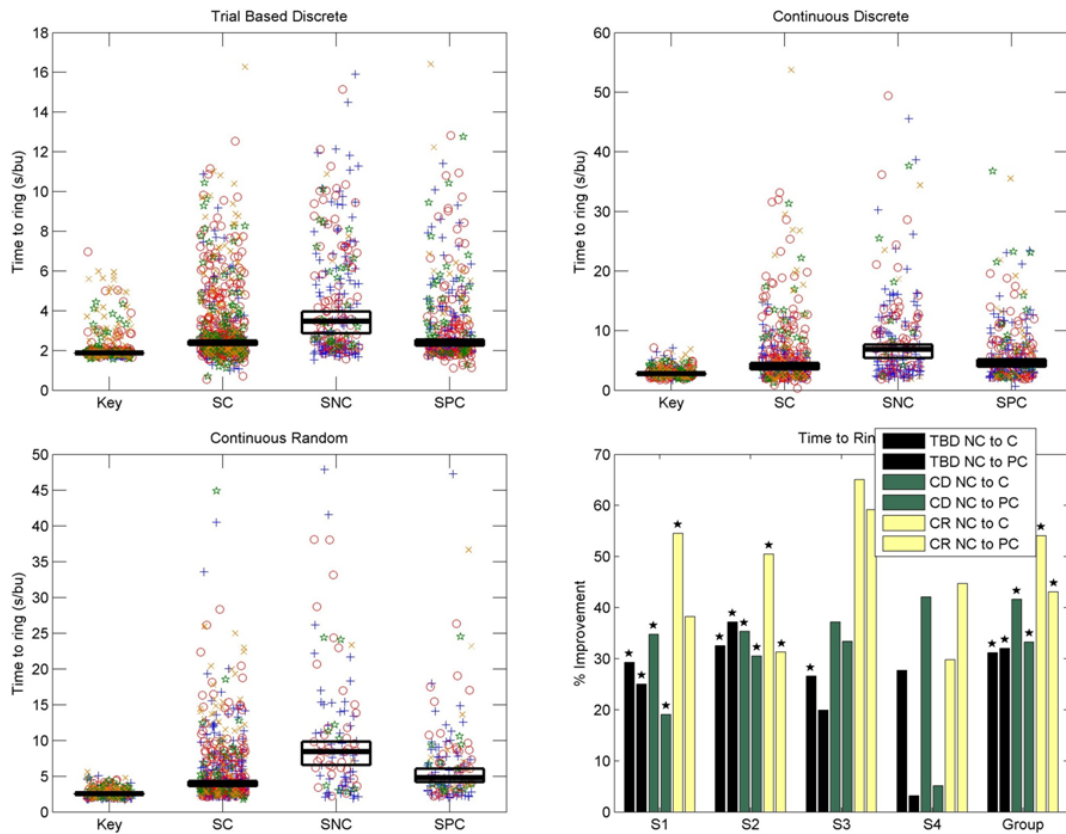 Trial Based Discrete
18
16
14
12
10
8
6
4
2
0
Time to ring (s/bu)
Key SC SNC SPC
Continuous Discrete
60
50
40
30
20
10
0
Time to ring (s/bu)
Key SC SNC SPC
Continuous Random
50
45
40
35
30
25
20
15
10
5
0
Time to ring (s/bu)
Key SC SNC SPC
Time to Rin
70
60
50
40
30
20
10
0
% Improvement
TBD NC to C
TBD NC to PC
CD NC to C
CD NC to PC
CR NC to C
CR NC to PC
S1 S2 S3 S4 Group